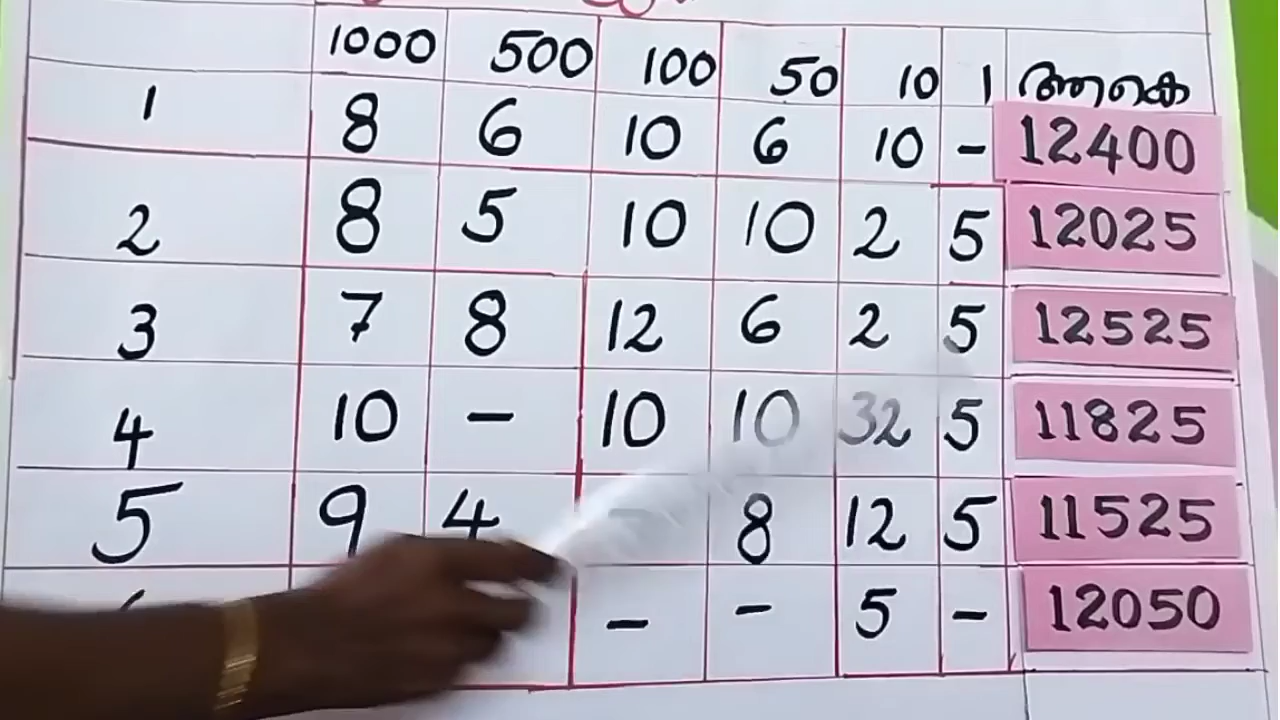 1000 500 100 50 10 1 ആകെ
1 8 6 10 6 10 - 12400
2 8 5 10 10 2 5 12025
3 7 8 12 6 2 5 12525
4 10 - 10 10 32 5 11825
5 9 4 8 12 5 11525
- - 5 - 12050